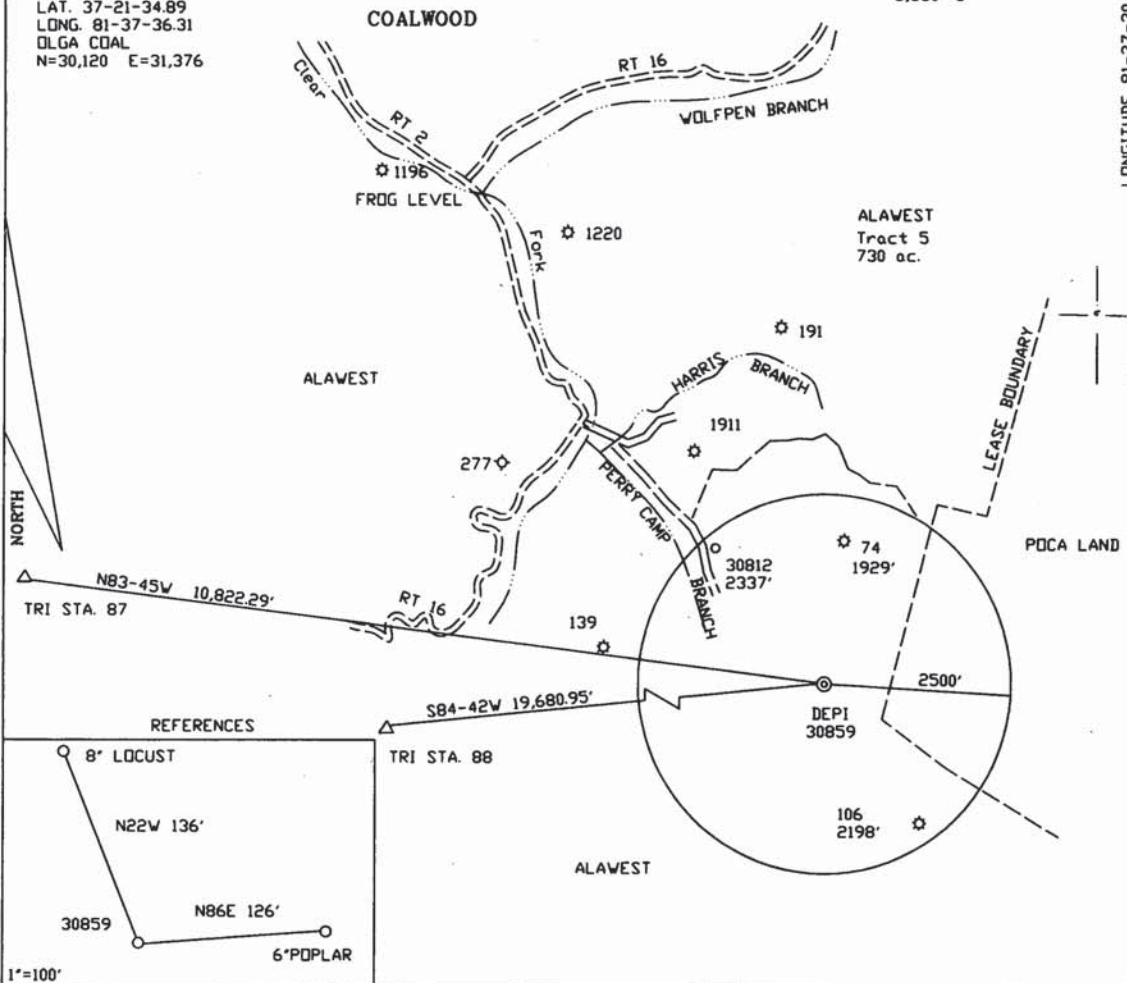 LAT. 37-21-34.89
LONG. 81-37-36.31
OLGA COAL
N=30,120 E=31,376
COALWOOD
RT 16
Clear
RT 2
WOLFPEN BRANCH
1196
FROG LEVEL
Fork
1220
ALAWEST
Tract 5
730 ac.
191
HARRIS BRANCH
ALAWEST
LEASE BOUNDARY
1911
277
PERRY CAMP BRANCH
NORTH
POCA LAND
74
1929'
30812
2337'
N83-45W 10,822.29'
TRI STA. 87
RT 16
139
2500'
S84-42W 19,680.95'
DEPI
30859
TRI STA. 88
REFERENCES
8" LOCUST
N22W 136'
106
2198'
ALAWEST
30859
N86E 126'
6"POPLAR
1"=100'